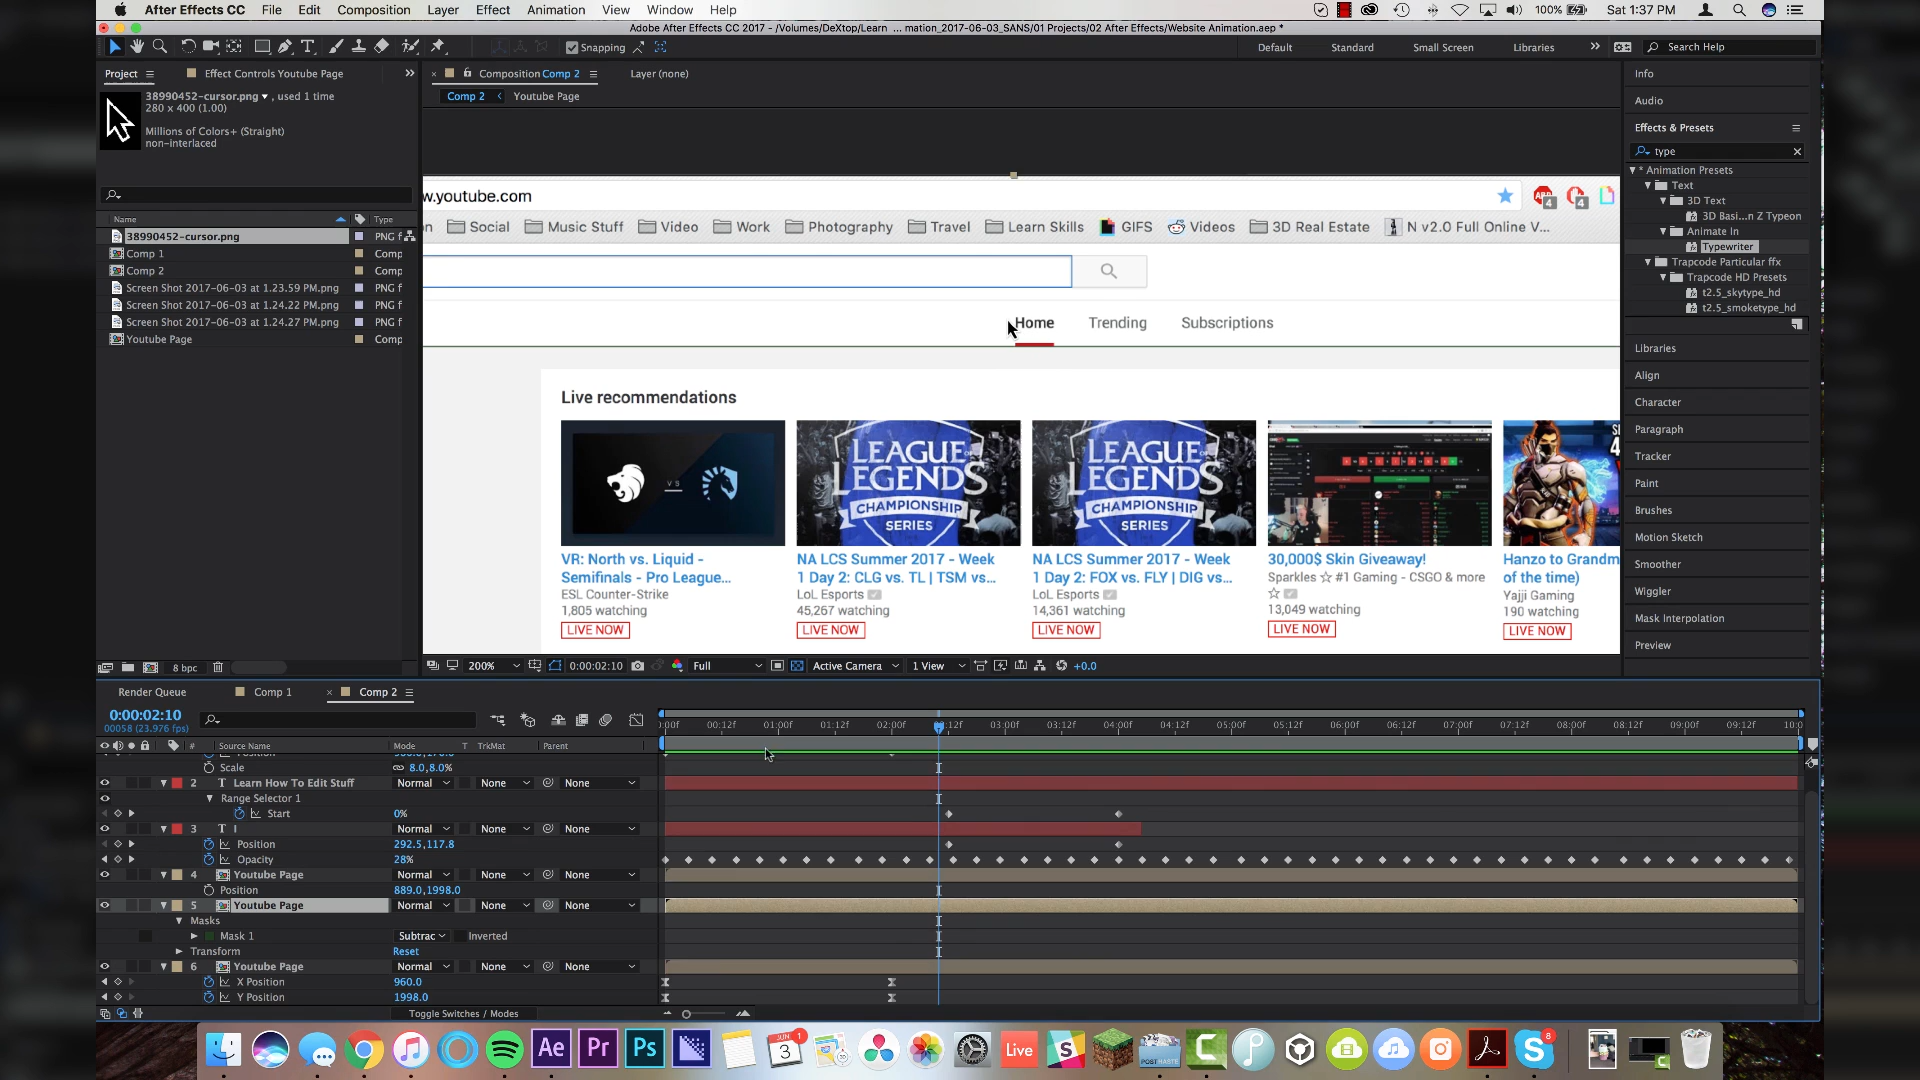 After Effects CC File Edit Composition Layer Effect Animation View Window Help 100% Sat 1:37 PM
Adobe After Effects CC 2017 - /Volumes/DeXtop/Learn ... mation_2017-06-03_SANS/01 Projects/02 After Effects/Website Animation.aep *
Snapping Default Standard Small Screen Libraries Search Help
Project Effect Controls Youtube Page Composition Comp 2 Layer (none) Info
Comp 2 Youtube Page
38990452-cursor.png , used 1 time
280 x 400 (1.00)
Millions of Colors+ (Straight)
non-interlaced
Audio
Effects & Presets
type
* Animation Presets
Text
3D Text
3D Basi...n Z Typeon
Animate In
Typewriter
Trapcode Particular ffx
Trapcode HD Presets
t2.5_skytype_hd
t2.5_smoketype_hd
Libraries
Align
Character
Paragraph
Tracker
Paint
Brushes
Motion Sketch
Smoother
Wiggler
Mask Interpolation
Preview
Name Type
38990452-cursor.png PNG f
Comp 1 Comp
Comp 2 Comp
Screen Shot 2017-06-03 at 1.23.59 PM.png PNG f
Screen Shot 2017-06-03 at 1.24.22 PM.png PNG f
Screen Shot 2017-06-03 at 1.24.27 PM.png PNG f
Youtube Page Comp
8 bpc
w.youtube.com
4 4
n Social Music Stuff Video Work Photography Travel Learn Skills GIFS Videos 3D Real Estate N v2.0 Full Online V...
Home Trending Subscriptions
Live recommendations
VS
LEAGUE OF LEGENDS CHAMPIONSHIP SERIES
LEAGUE OF LEGENDS CHAMPIONSHIP SERIES
VR: North vs. Liquid -
Semifinals - Pro League...
ESL Counter-Strike
1,805 watching
LIVE NOW
NA LCS Summer 2017 - Week
1 Day 2: CLG vs. TL | TSM vs...
LoL Esports
45,267 watching
LIVE NOW
NA LCS Summer 2017 - Week
1 Day 2: FOX vs. FLY | DIG vs...
LoL Esports
14,361 watching
LIVE NOW
30,000$ Skin Giveaway!
Sparkles ☆ #1 Gaming - CSGO & more
☆
13,049 watching
LIVE NOW
Hanzo to Grandm
of the time)
Yajji Gaming
190 watching
LIVE NOW
200% 0:00:02:10 Full Active Camera 1 View +0.0
Render Queue Comp 1 Comp 2
0:00:02:10
00058 (23.976 fps)
):00f 00:12f 01:00f 01:12f 02:00f 12f 03:00f 03:12f 04:00f 04:12f 05:00f 05:12f 06:00f 06:12f 07:00f 07:12f 08:00f 08:12f 09:00f 09:12f 10:0
# Source Name Mode T TrkMat Parent
Scale 8.0,8.0%
2 T Learn How To Edit Stuff Normal None None
Range Selector 1
Start 0%
3 T I Normal None None
Position 292.5,117.8
Opacity 28%
4 Youtube Page Normal None None
Position 889.0,1998.0
5 Youtube Page Normal None None
Masks
Mask 1 Subtrac Inverted
Transform Reset
6 Youtube Page Normal None None
X Position 960.0
Y Position 1998.0
Toggle Switches / Modes
Ae Pr Ps JUN 3 1 Live POST HASTE 8